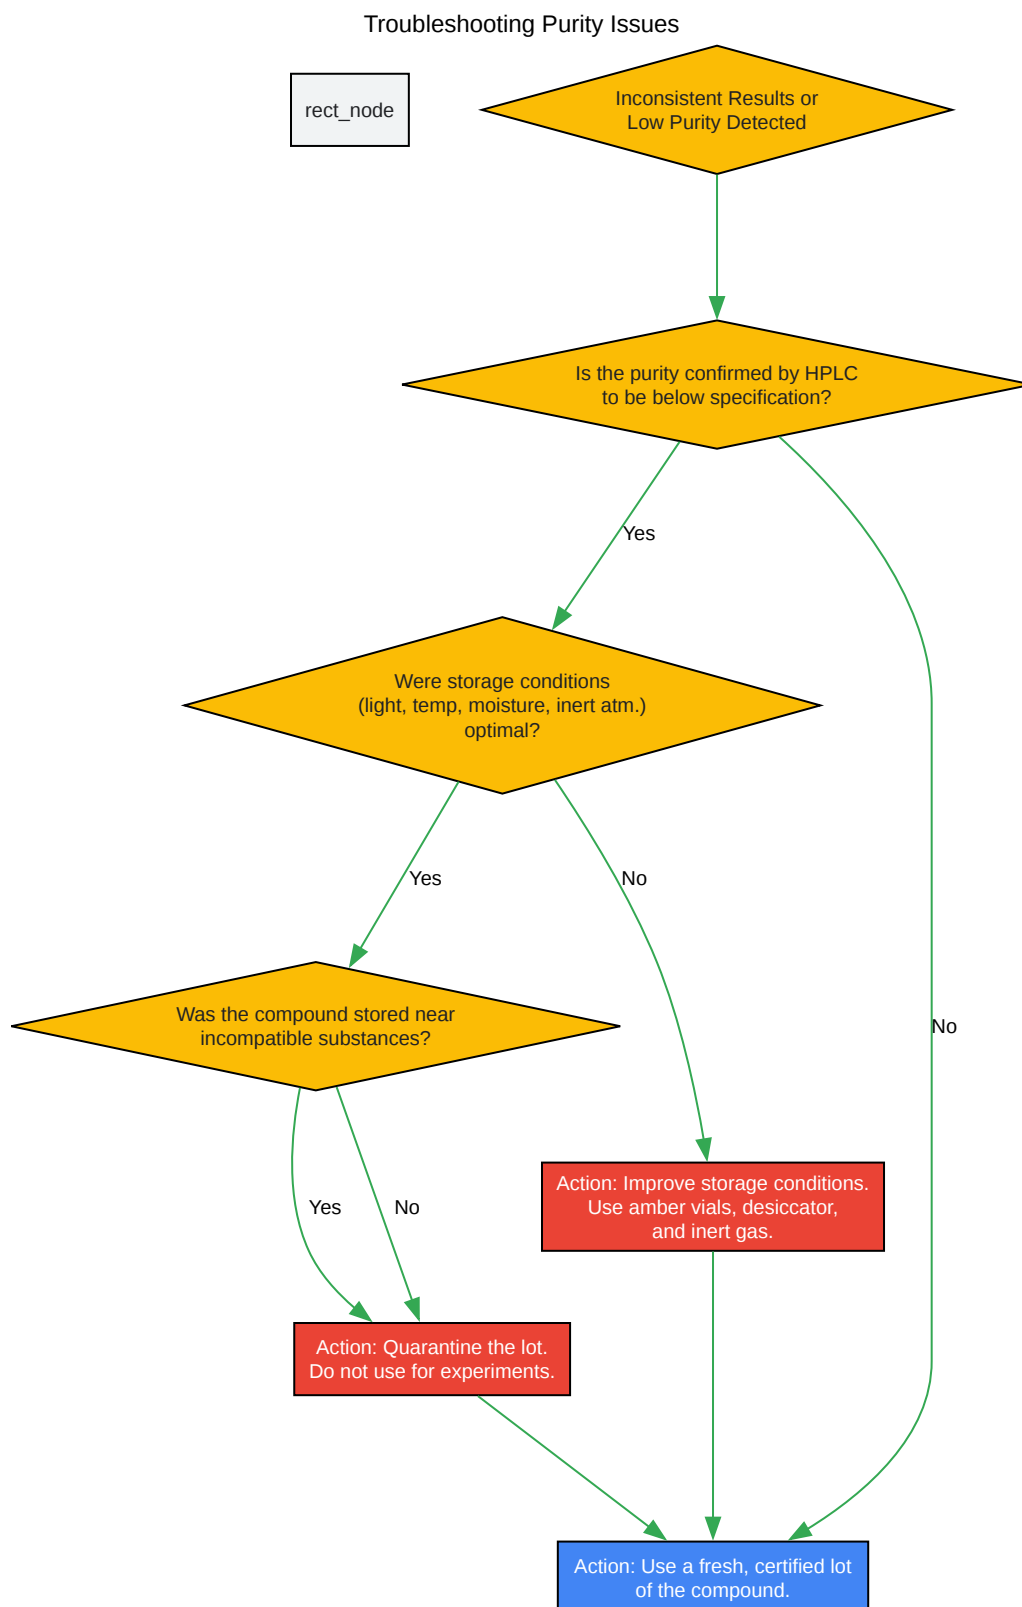 Troubleshooting Purity Issues
rect_node
Inconsistent Results or
Low Purity Detected
Is the purity confirmed by HPLC
to be below specification?
Yes
Were storage conditions
(light, temp, moisture, inert atm.)
optimal?
Yes
No
Was the compound stored near
incompatible substances?
No
Action: Improve storage conditions.
Use amber vials, desiccator,
and inert gas.
Yes
No
Action: Quarantine the lot.
Do not use for experiments.
Action: Use a fresh, certified lot
of the compound.